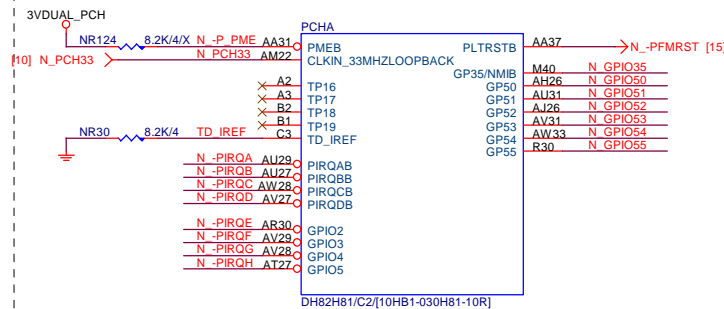 3VDUAL_PCH
PCHA
NR124 8.2K/4/X N_-P_PME AA31 PMEB PLTRSTB AA37 N_-PFMRST [15]
[10] N_PCH33 N_PCH33 AM22 CLKIN_33MHZLOOPBACK
GP35/NMIB M40 N_GPIO35
A2 TP16 GP50 AH26 N_GPIO50
A3 TP17 GP51 AU31 N_GPIO51
B2 TP18 GP52 AJ26 N_GPIO52
B1 TP19 GP53 AV31 N_GPIO53
NR30 8.2K/4 TD_IREF C3 TD_IREF GP54 AW33 N_GPIO54
GP55 R30 N_GPIO55
N_-PIRQA AU29 PIRQAB
N_-PIRQB AU27 PIRQBB
N_-PIRQC AW28 PIRQCB
N_-PIRQD AV27 PIRQDB
N_-PIRQE AR30 GPIO2
N_-PIRQF AV29 GPIO3
N_-PIRQG AV28 GPIO4
N_-PIRQH AT27 GPIO5
DH82H81/C2/[10HB1-030H81-10R]